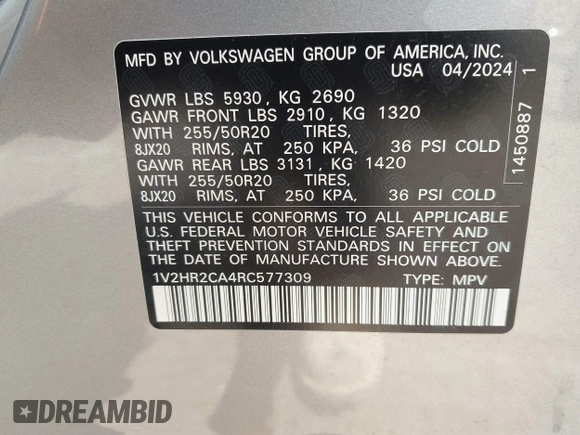 MFD BY VOLKSWAGEN GROUP OF AMERICA, INC.
USA 04/2024
GVWR LBS 5930, KG 2690
GAWR FRONT LBS 2910, KG 1320
WITH 255/50R20 TIRES,
8JX20 RIMS, AT 250 KPA, 36 PSI COLD
GAWR REAR LBS 3131, KG 1420
WITH 255/50R20 TIRES,
8JX20 RIMS, AT 250 KPA, 36 PSI COLD
THIS VEHICLE CONFORMS TO ALL APPLICABLE
U.S. FEDERAL MOTOR VEHICLE SAFETY AND
THEFT PREVENTION STANDARDS IN EFFECT ON
THE DATE OF MANUFACTURE SHOWN ABOVE.
1V2HR2CA4RC577309 TYPE: MPV
1450887 1
DREAMBID